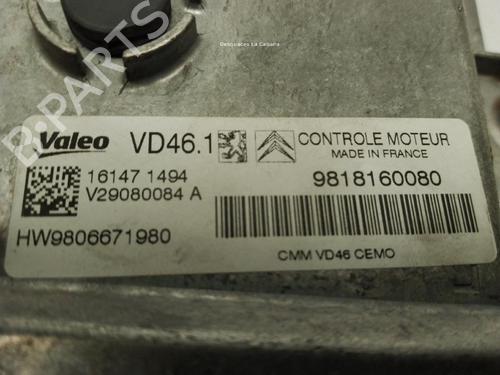 Desguaces La Cabaña
B-Parts
Valeo VD46.1 CONTROLE MOTEUR
MADE IN FRANCE
16147 1494
V29080084 A
9818160080
HW9806671980
CMM VD46 CEMO